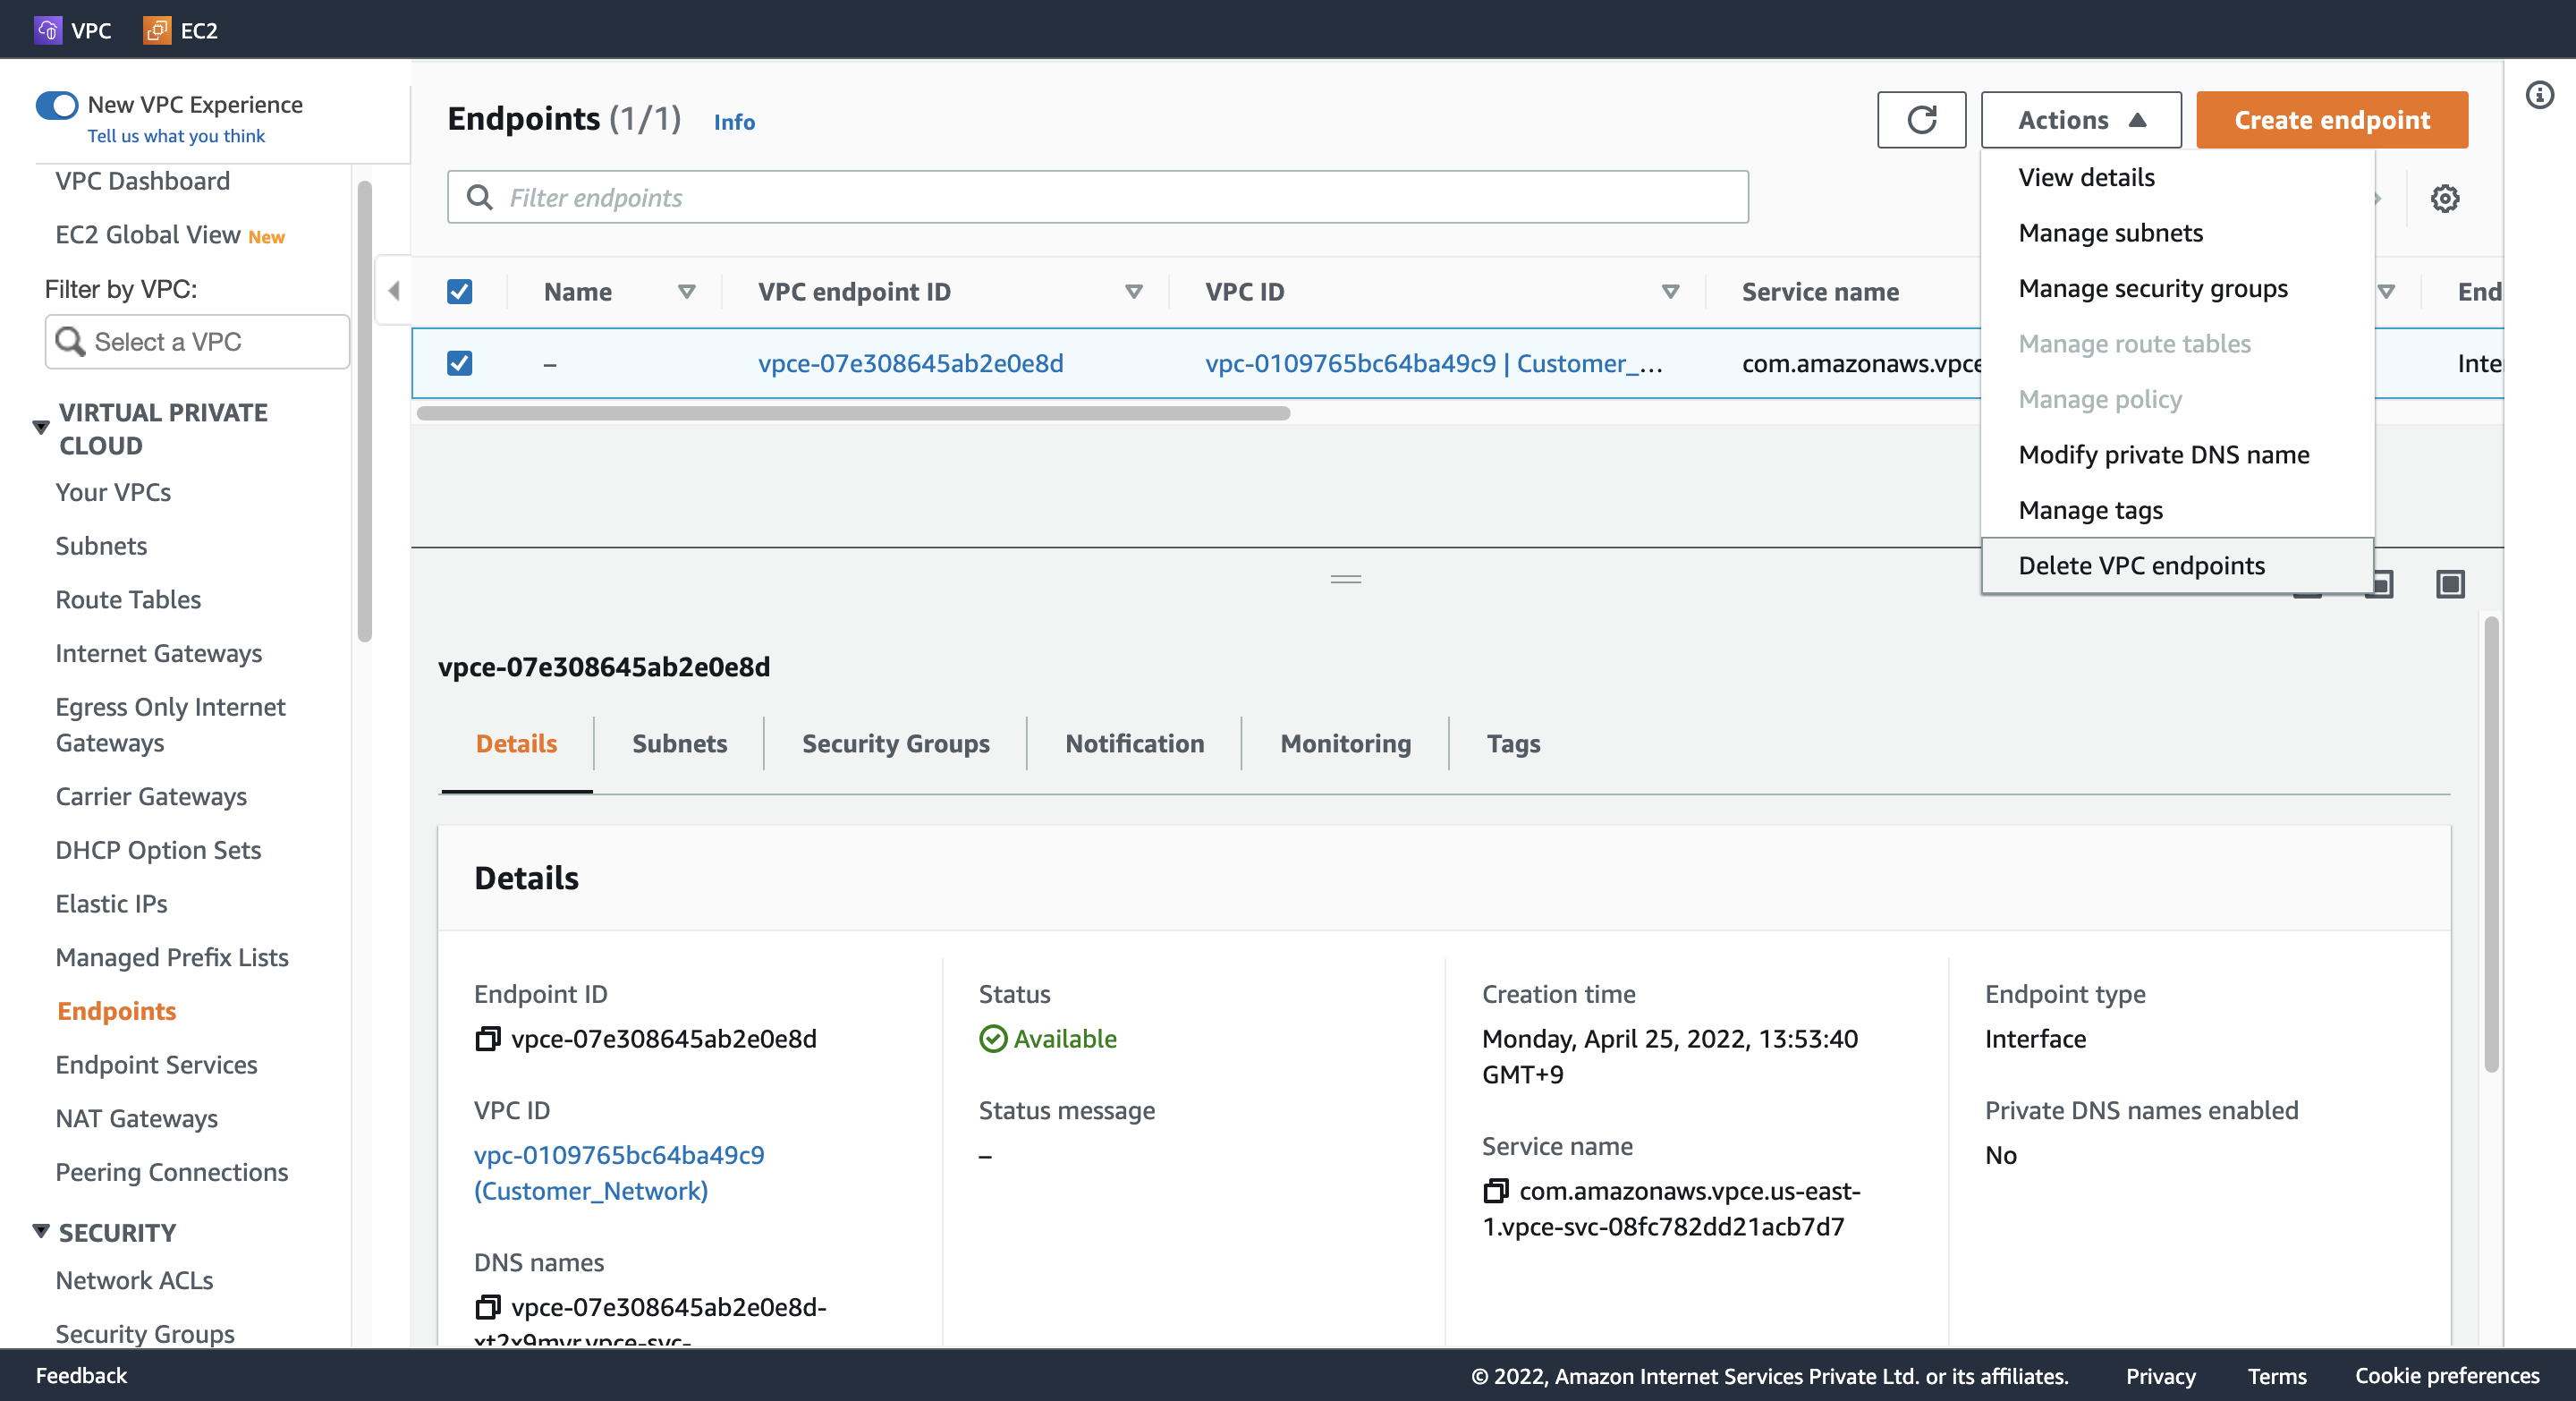 VPC
EC2
New VPC Experience
Tell us what you think
VPC Dashboard
EC2 Global View New
Filter by VPC:
Select a VPC
VIRTUAL PRIVATE
CLOUD
Your VPCs
Subnets
Route Tables
Internet Gateways
Egress Only Internet
Gateways
Carrier Gateways
DHCP Option Sets
Elastic IPs
Managed Prefix Lists
Endpoints
Endpoint Services
NAT Gateways
Peering Connections
SECURITY
Network ACLs
Security Groups
Endpoints (1/1) Info
Actions
Create endpoint
Filter endpoints
View details
Manage subnets
Manage security groups
Manage route tables
Manage policy
Modify private DNS name
Manage tags
Delete VPC endpoints
Name VPC endpoint ID VPC ID Service name End
– vpce-07e308645ab2e0e8d vpc-0109765bc64ba49c9 | Customer_... com.amazonaws.vpce Inte
vpce-07e308645ab2e0e8d
Details Subnets Security Groups Notification Monitoring Tags
Details
Endpoint ID
vpce-07e308645ab2e0e8d
VPC ID
vpc-0109765bc64ba49c9
(Customer_Network)
DNS names
vpce-07e308645ab2e0e8d-
Status
Available
Status message
–
Creation time
Monday, April 25, 2022, 13:53:40
GMT+9
Service name
com.amazonaws.vpce.us-east-
1.vpce-svc-08fc782dd21acb7d7
Endpoint type
Interface
Private DNS names enabled
No
Feedback
© 2022, Amazon Internet Services Private Ltd. or its affiliates. Privacy Terms Cookie preferences